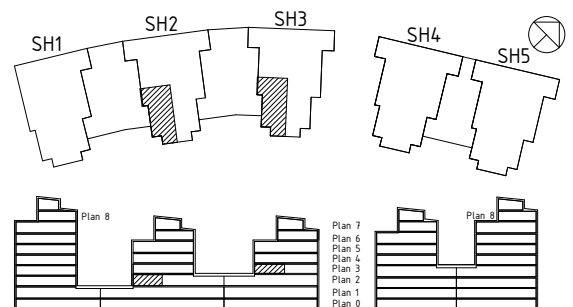 SH1
SH2
SH3
SH4
SH5
Plan 8
Plan 8
Plan 7
Plan 6
Plan 5
Plan 4
Plan 3
Plan 2
Plan 1
Plan 0